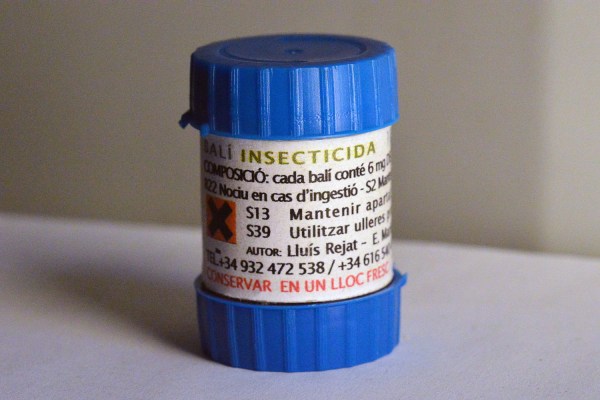 BALÍ INSECTICIDA
COMPOSICIÓ: cada balí conté 6 mg
R22 Nociu en cas d'ingestió - S2
S13 Mantenir
S39 Utilitzar ulleres
AUTOR: Lluís Rejat - E.
TEL.+34 932 472 538 / +34 616
CONSERVAR EN UN LLOC FRESC